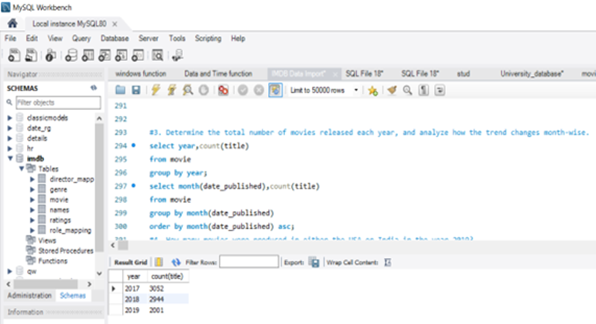 MySQL Workbench
Local instance MySQL80
File Edit View Query Database Server Tools Scripting Help
Navigator
SCHEMAS
Filter objects
classicmodels
date_rg
details
hr
imdb
Tables
director_mapp
genre
movie
names
ratings
role_mapping
Views
Stored Procedures
Functions
Administration Schemas
Information
windows function Data and Time function IMDB Data Import* SQL File 18* SQL File 18* stud University_database* movi
Limit to 50000 rows
291
292
293 #3. Determine the total number of movies released each year, and analyze how the trend changes month-wise.
294 select year,count(title)
295 from movie
296 group by year;
297 select month(date_published),count(title)
298 from movie
299 group by month(date_published)
300 order by month(date_published) asc;
Result Grid Filter Rows: Export: Wrap Cell Content:
year count(title)
2017 3052
2018 2944
2019 2001